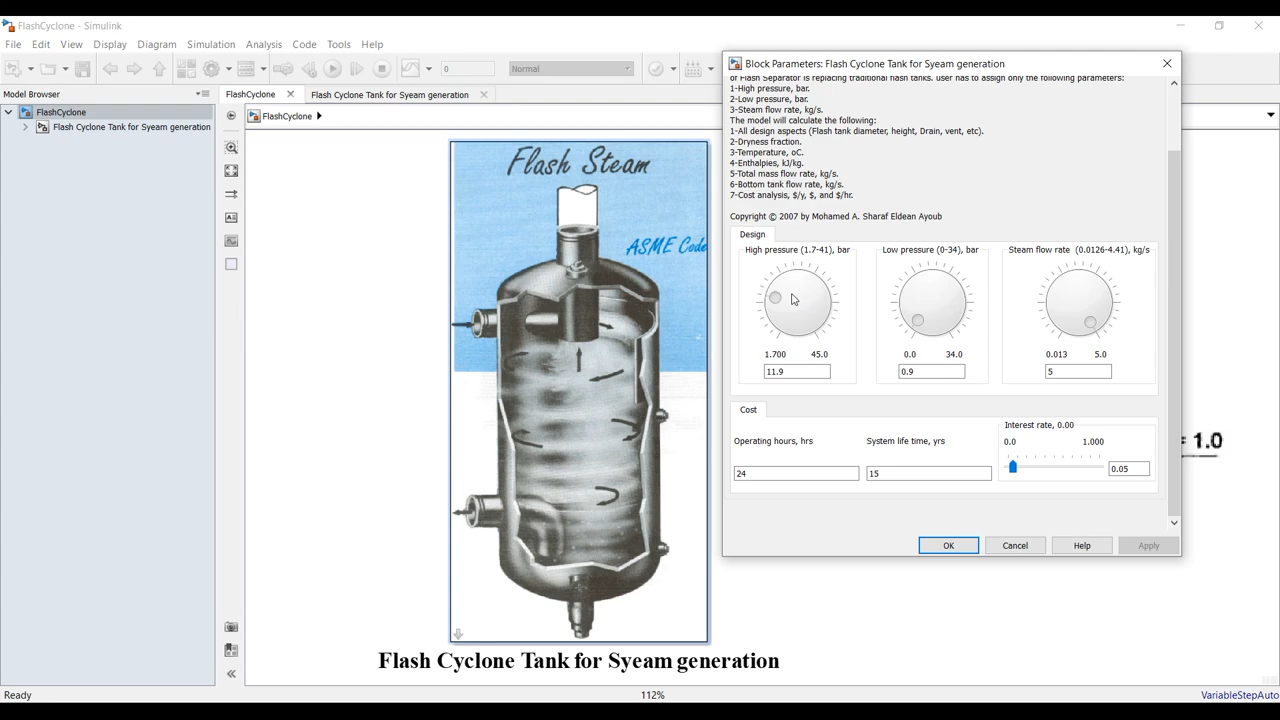 FlashCyclone - Simulink
File Edit View Display Diagram Simulation Analysis Code Tools Help
0 Normal
Model Browser
FlashCyclone
Flash Cyclone Tank for Syeam generation
FlashCyclone
Flash Cyclone Tank for Syeam generation
FlashCyclone
Flash Steam
ASME Code
Flash Cyclone Tank for Syeam generation
= 1.0
Block Parameters: Flash Cyclone Tank for Syeam generation
of Flash Separator is replacing traditional flash tanks. User has to assign only the following parameters:
1-High pressure, bar.
2-Low pressure, bar.
3-Steam flow rate, kg/s.
The model will calculate the following:
1-All design aspects (Flash tank diameter, height, Drain, vent, etc).
2-Dryness fraction.
3-Temperature, oC.
4-Enthalpies, kJ/kg.
5-Total mass flow rate, kg/s.
6-Bottom tank flow rate, kg/s.
7-Cost analysis, $/y, $, and $/hr.
Copyright © 2007 by Mohamed A. Sharaf Eldean Ayoub
Design
High pressure (1.7-41), bar
1.700 45.0
11.9
Low pressure (0-34), bar
0.0 34.0
0.9
Steam flow rate (0.0126-4.41), kg/s
0.013 5.0
5
Cost
Operating hours, hrs
24
System life time, yrs
15
Interest rate, 0.00
0.0 1.000
0.05
OK Cancel Help Apply
Ready 112% VariableStepAuto